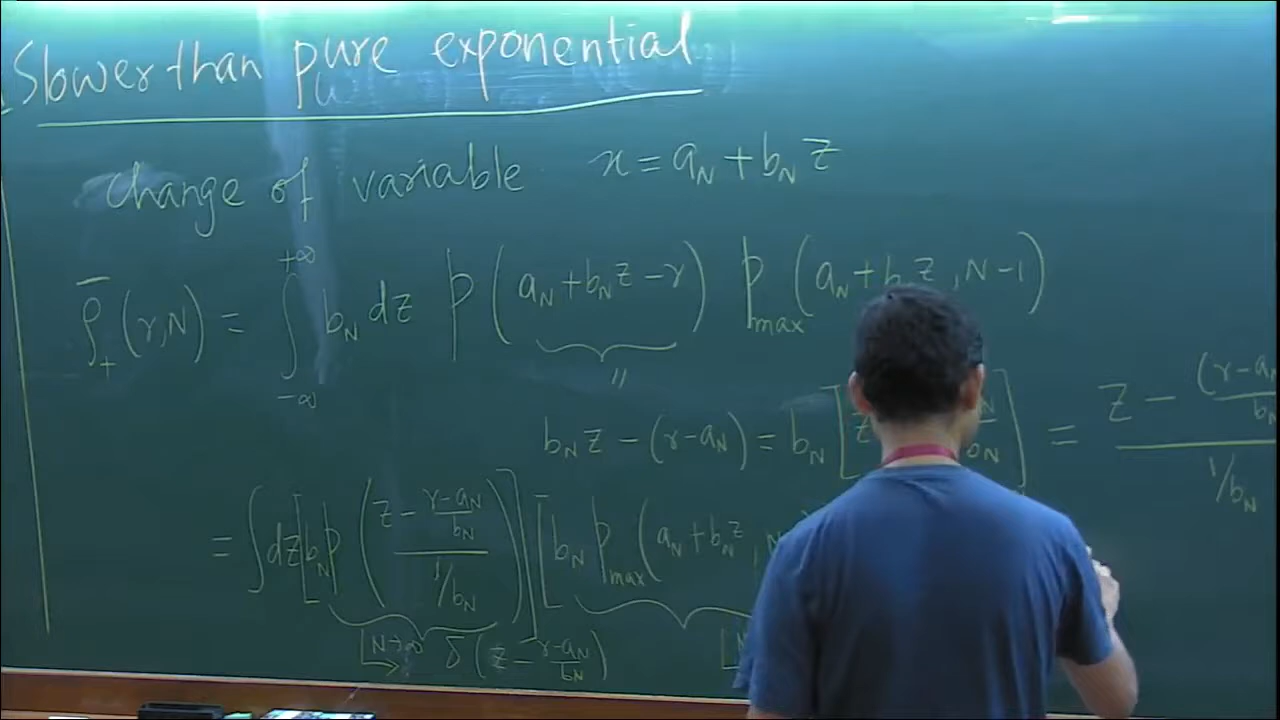 Slower than pure exponential
change of variable x = a_N + b_N z
ρ̄_+(r,N) = ∫_{-∞}^{+∞} b_N dz p(a_N + b_N z - r) p_max(a_N + b z, N-1)
b_N z - (r - a_N) = b_N [ z b_N ] = z - (r - a b_N
1/b_N
= ∫ dz [ b_N p ( z - r - a_N / b_N / 1/b_N ) ] [ b_N p_max ( a_N + b_N z , N
N→∞ δ( z - r - a_N / b_N )